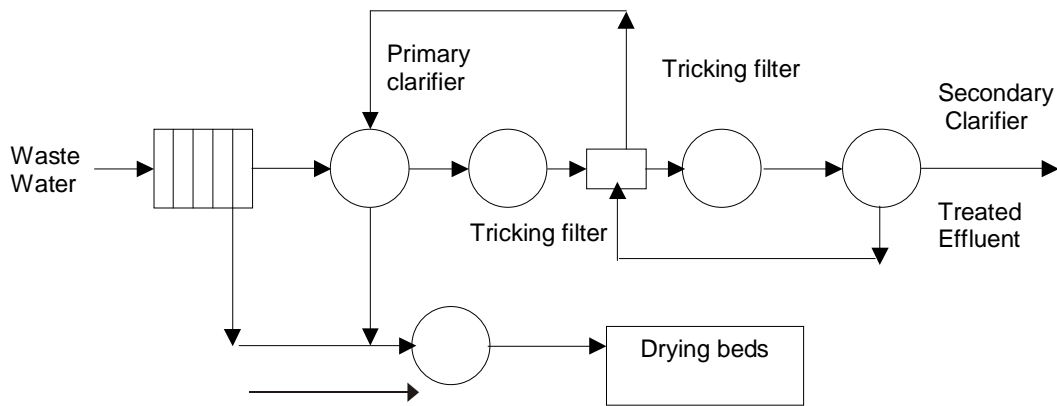 Primary
clarifier
Tricking filter
Secondary
Clarifier
Waste
Water
Tricking filter
Treated
Effluent
Drying beds